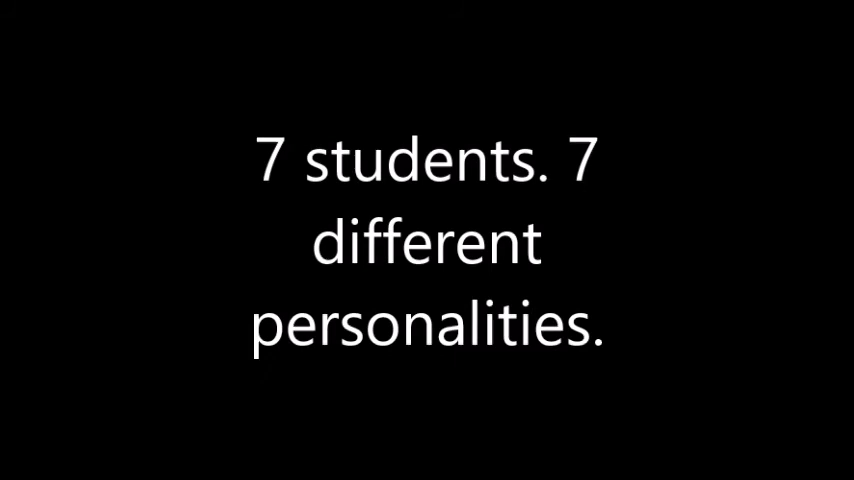 7 students. 7
different
personalities.